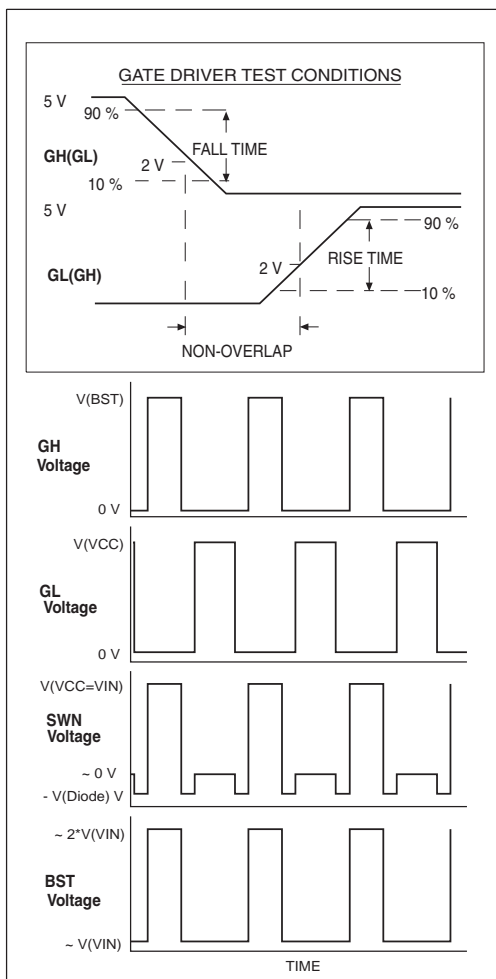 GATE DRIVER TEST CONDITIONS
5 V
90 %
FALL TIME
GH(GL)
2 V
10 %
5 V
90 %
GL(GH)
2 V
RISE TIME
10 %
NON-OVERLAP
V(BST)
GH
Voltage
0 V
V(VCC)
GL
Voltage
0 V
V(VCC=VIN)
SWN
Voltage
~ 0 V
- V(Diode) V
~ 2*V(VIN)
BST
Voltage
~ V(VIN)
TIME